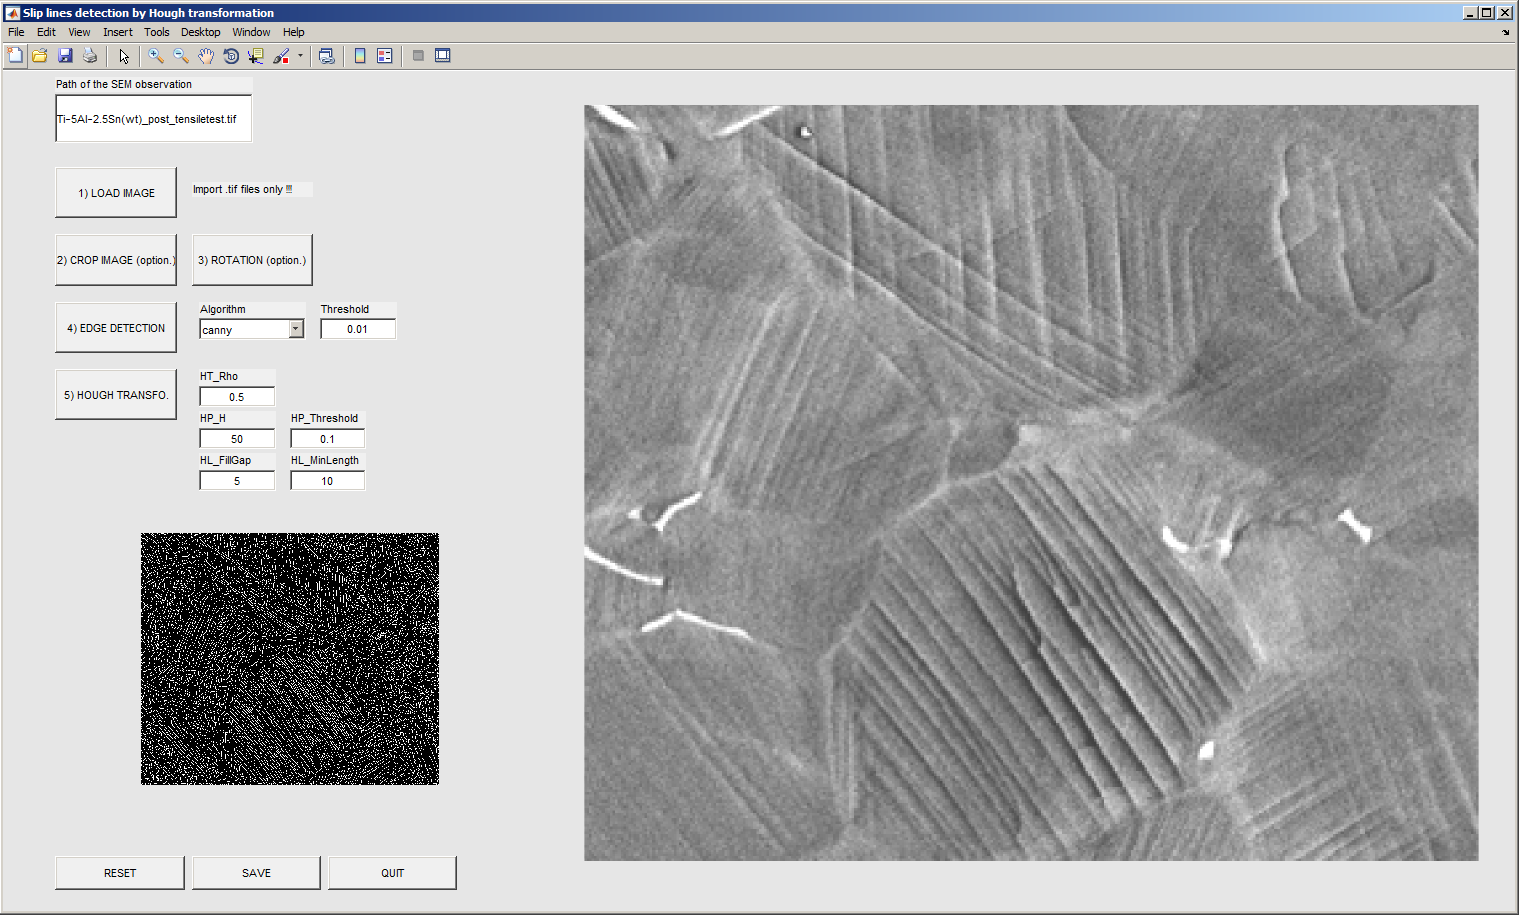 Slip lines detection by Hough transformation
File Edit View Insert Tools Desktop Window Help
Path of the SEM observation
Ti-5Al-2.5Sn(wt)_post_tensiletest.tif
1) LOAD IMAGE
Import .tif files only !!!
2) CROP IMAGE (option.)
3) ROTATION (option.)
4) EDGE DETECTION
Algorithm
canny
Threshold
0.01
5) HOUGH TRANSFO.
HT_Rho
0.5
HP_H
50
HP_Threshold
0.1
HL_FillGap
5
HL_MinLength
10
RESET
SAVE
QUIT